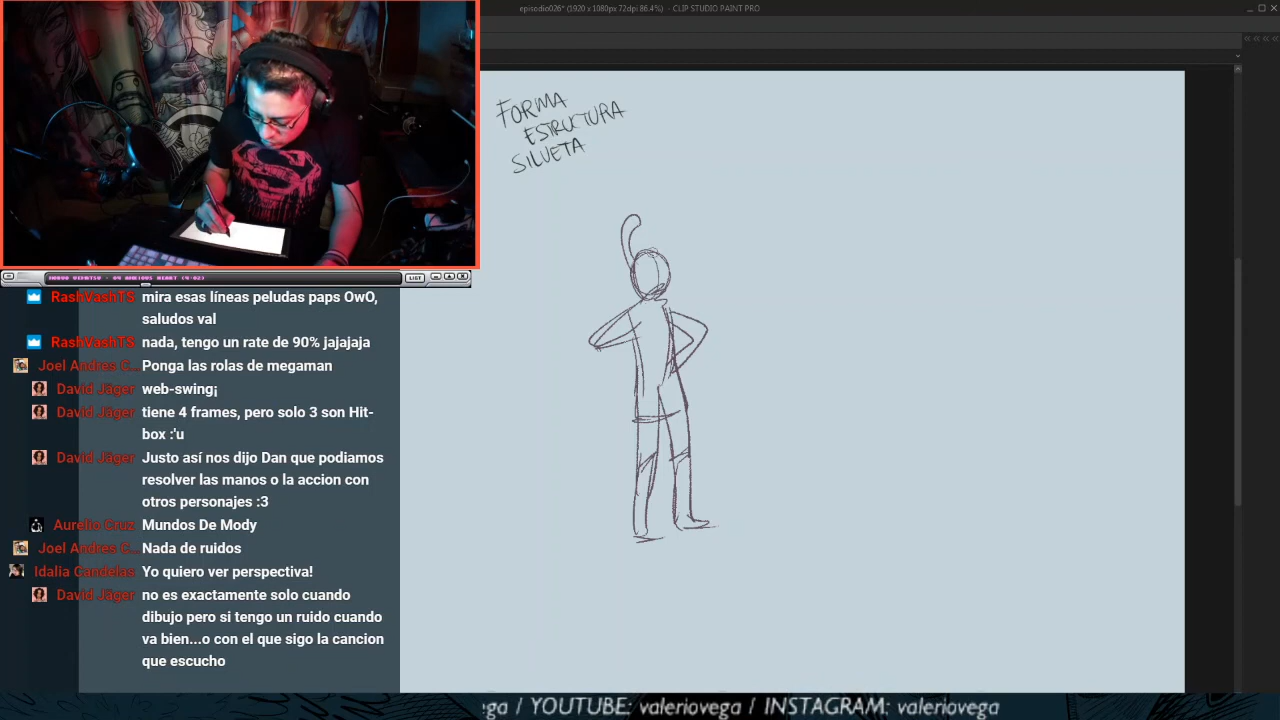 episodio026* (1920 x 1080px 72dpi 86.4%) - CLIP STUDIO PAINT PRO
FORMA
ESTRUCTURA
SILUETA
LIST
RashVashTS mira esas líneas peludas paps OwO,
saludos val
RashVashTS nada, tengo un rate de 90% jajajaja
Joel Andres C... Ponga las rolas de megaman
David Jäger web-swing¡
David Jäger tiene 4 frames, pero solo 3 son Hit-
box :'u
David Jäger Justo así nos dijo Dan que podiamos
resolver las manos o la accion con
otros personajes :3
Aurelio Cruz Mundos De Mody
Joel Andres C... Nada de ruidos
Idalia Candelas Yo quiero ver perspectiva!
David Jäger no es exactamente solo cuando
dibujo pero si tengo un ruido cuando
va bien...o con el que sigo la cancion
que escucho
ega / YOUTUBE: valeriovega / INSTAGRAM: valeriovega